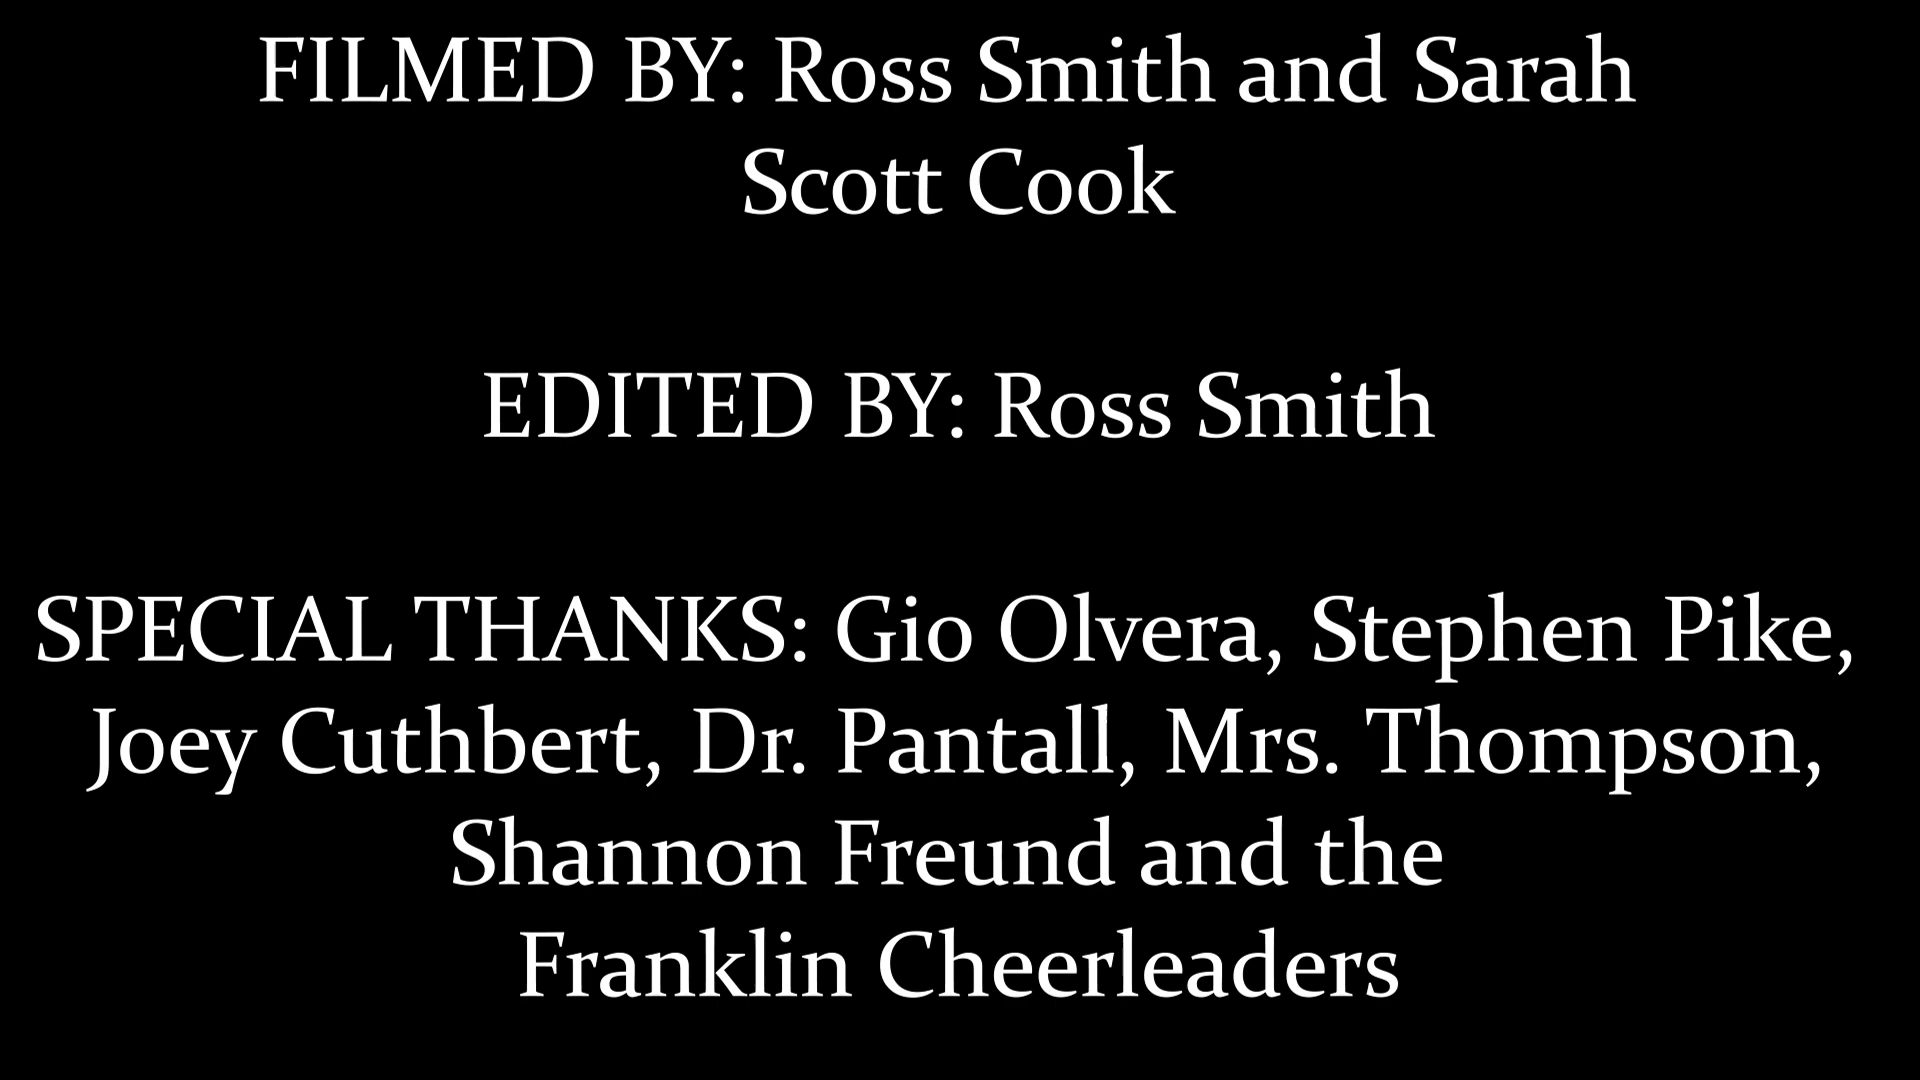 FILMED BY: Ross Smith and Sarah
Scott Cook
EDITED BY: Ross Smith
SPECIAL THANKS: Gio Olvera, Stephen Pike,
Joey Cuthbert, Dr. Pantall, Mrs. Thompson,
Shannon Freund and the
Franklin Cheerleaders